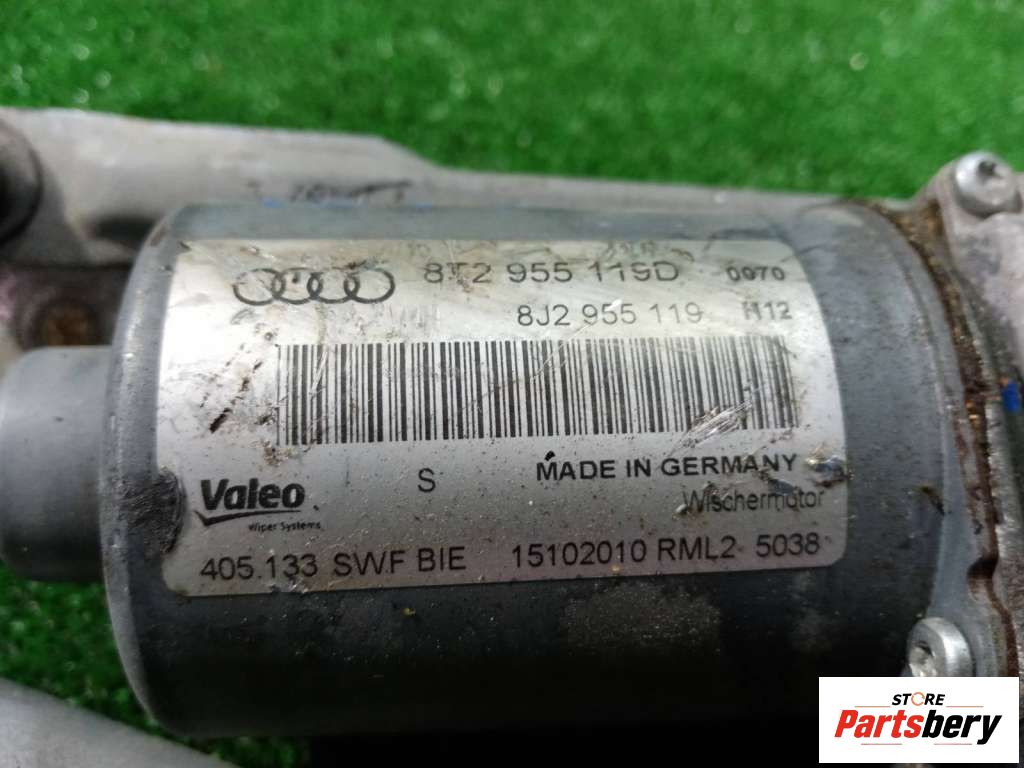 8T2 955 119D 0070
8J2 955 119 H12
S MADE IN GERMANY
Valeo Wischermotor
Wiper Systems
405.133 SWF BIE 15102010 RML2 5038
STORE
Partsbery